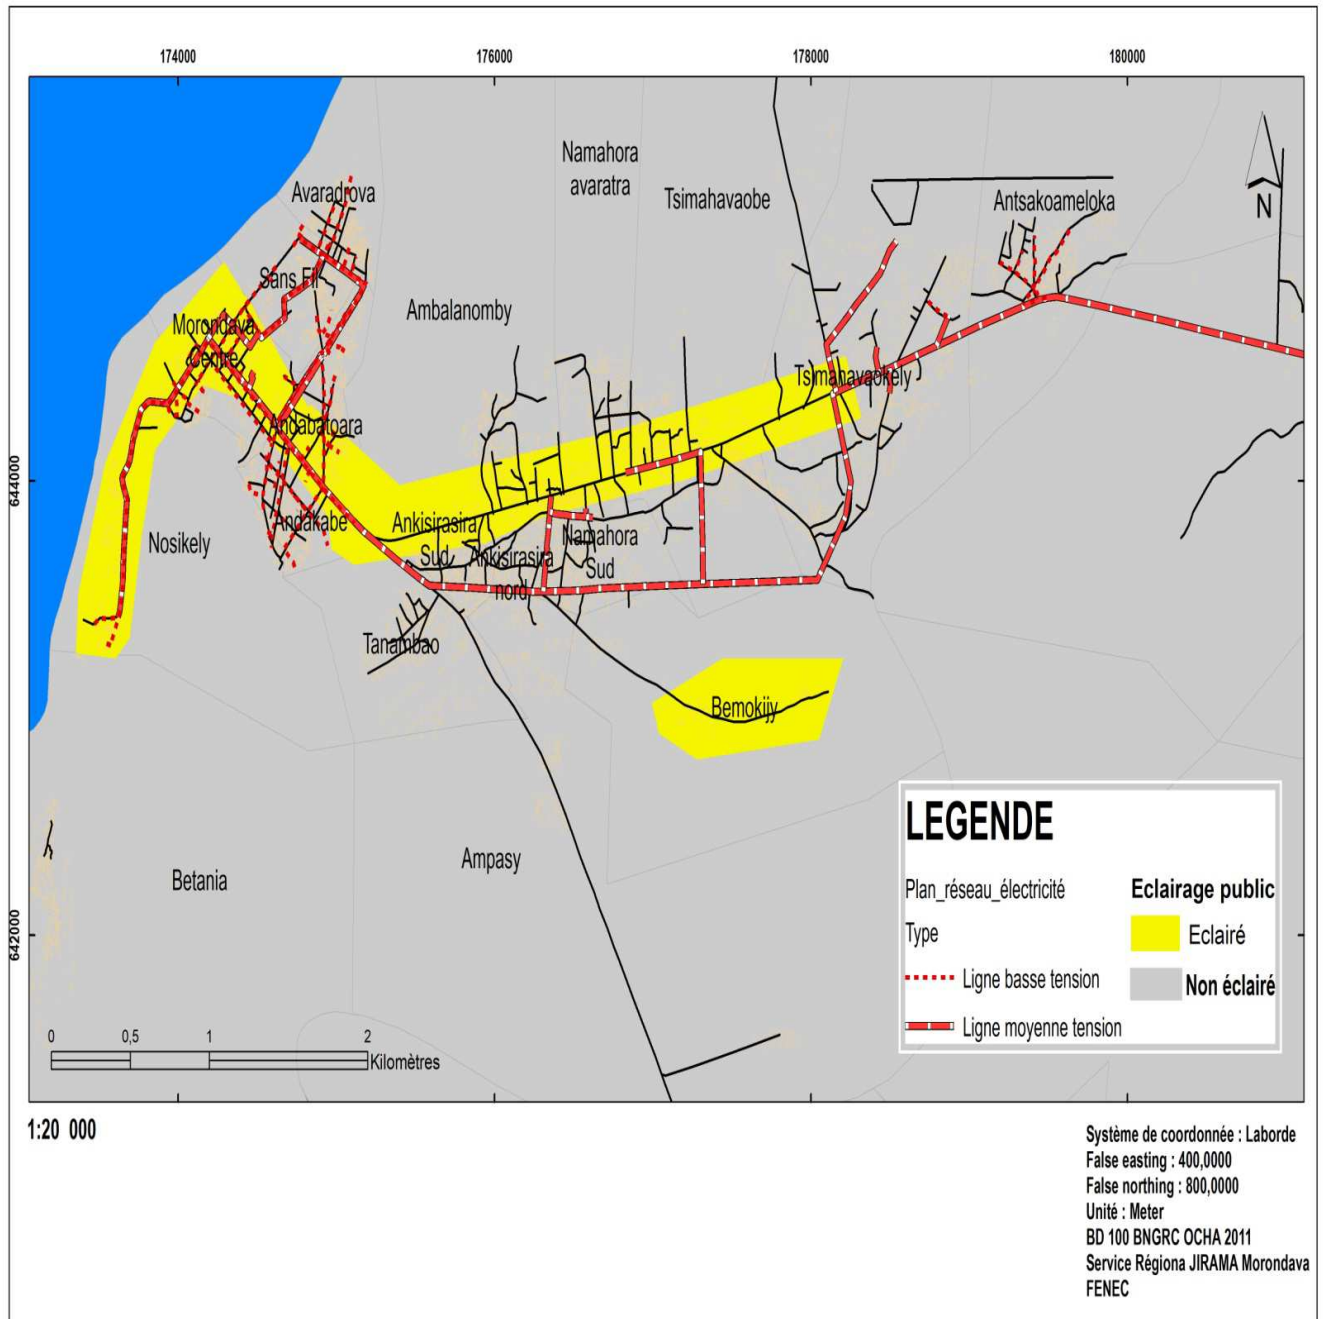 174000
176000
178000
180000
Namahora
avaratra
Tsimahavaobe
Avaradrova
Antsakoameloka
N
Sans Fil
Ambalanomby
Morondava
Centre
Tsimahavaokely
Andabatoara
644000
Andakabe
Ankisirasira
Sud
Nosikely
Ankisirasira
nord
Namahora
Sud
Tanambao
Bemokijy
Betania
Ampasy
642000
LEGENDE
Plan_réseau_électricité
Type
Ligne basse tension
Ligne moyenne tension
Eclairage public
Eclairé
Non éclairé
0 0,5 1 2
Kilomètres
1:20 000
Système de coordonnée : Laborde
False easting : 400,0000
False northing : 800,0000
Unité : Meter
BD 100 BNGRC OCHA 2011
Service Régiona JIRAMA Morondava
FENEC